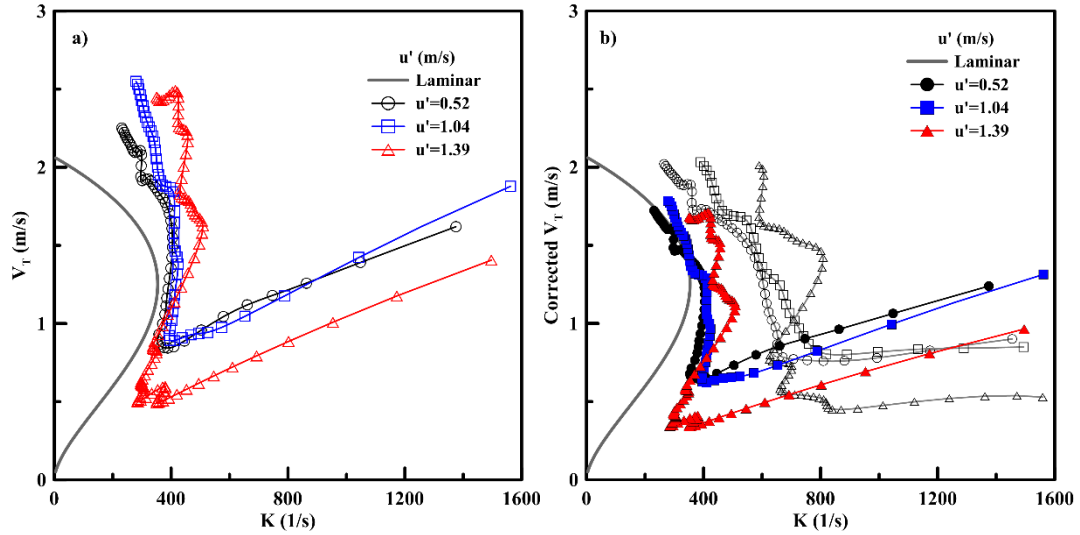 a)
u' (m/s)
Laminar
u'=0.52
u'=1.04
u'=1.39
3
2
1
0
V_T (m/s)
0 400 800 1200 1600
K (1/s)
b)
u' (m/s)
Laminar
u'=0.52
u'=1.04
u'=1.39
3
2
1
0
Corrected V_T (m/s)
0 400 800 1200 1600
K (1/s)